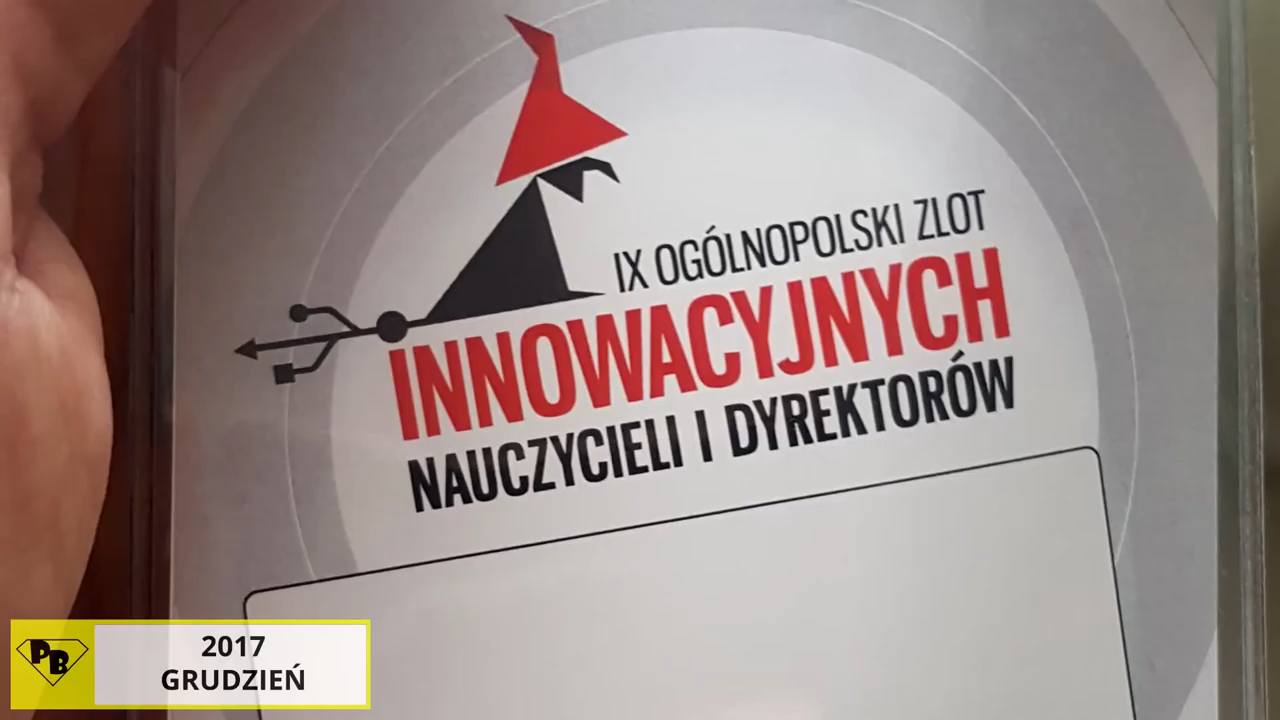 IX OGÓLNOPOLSKI ZLOT
INNOWACYJNYCH
NAUCZYCIELI I DYREKTORÓW
PB
2017
GRUDZIEŃ